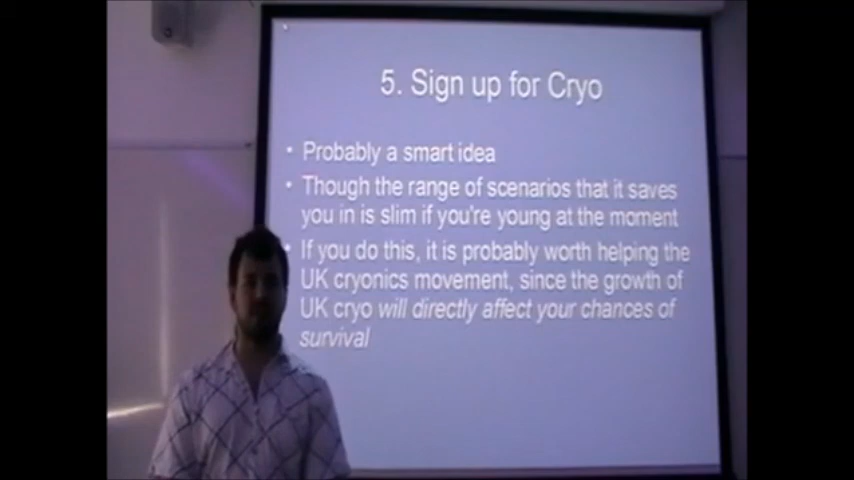 5. Sign up for Cryo
• Probably a smart idea
• Though the range of scenarios that it saves
you in is slim if you're young at the moment
• If you do this, it is probably worth helping the
UK cryonics movement, since the growth of
UK cryo will directly affect your chances of
survival